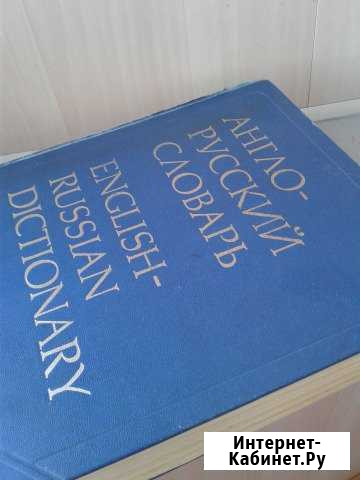 АНГЛО-
РУССКИЙ
СЛОВАРЬ
ENGLISH-
RUSSIAN
DICTIONARY
Интернет-
Кабинет.Ру